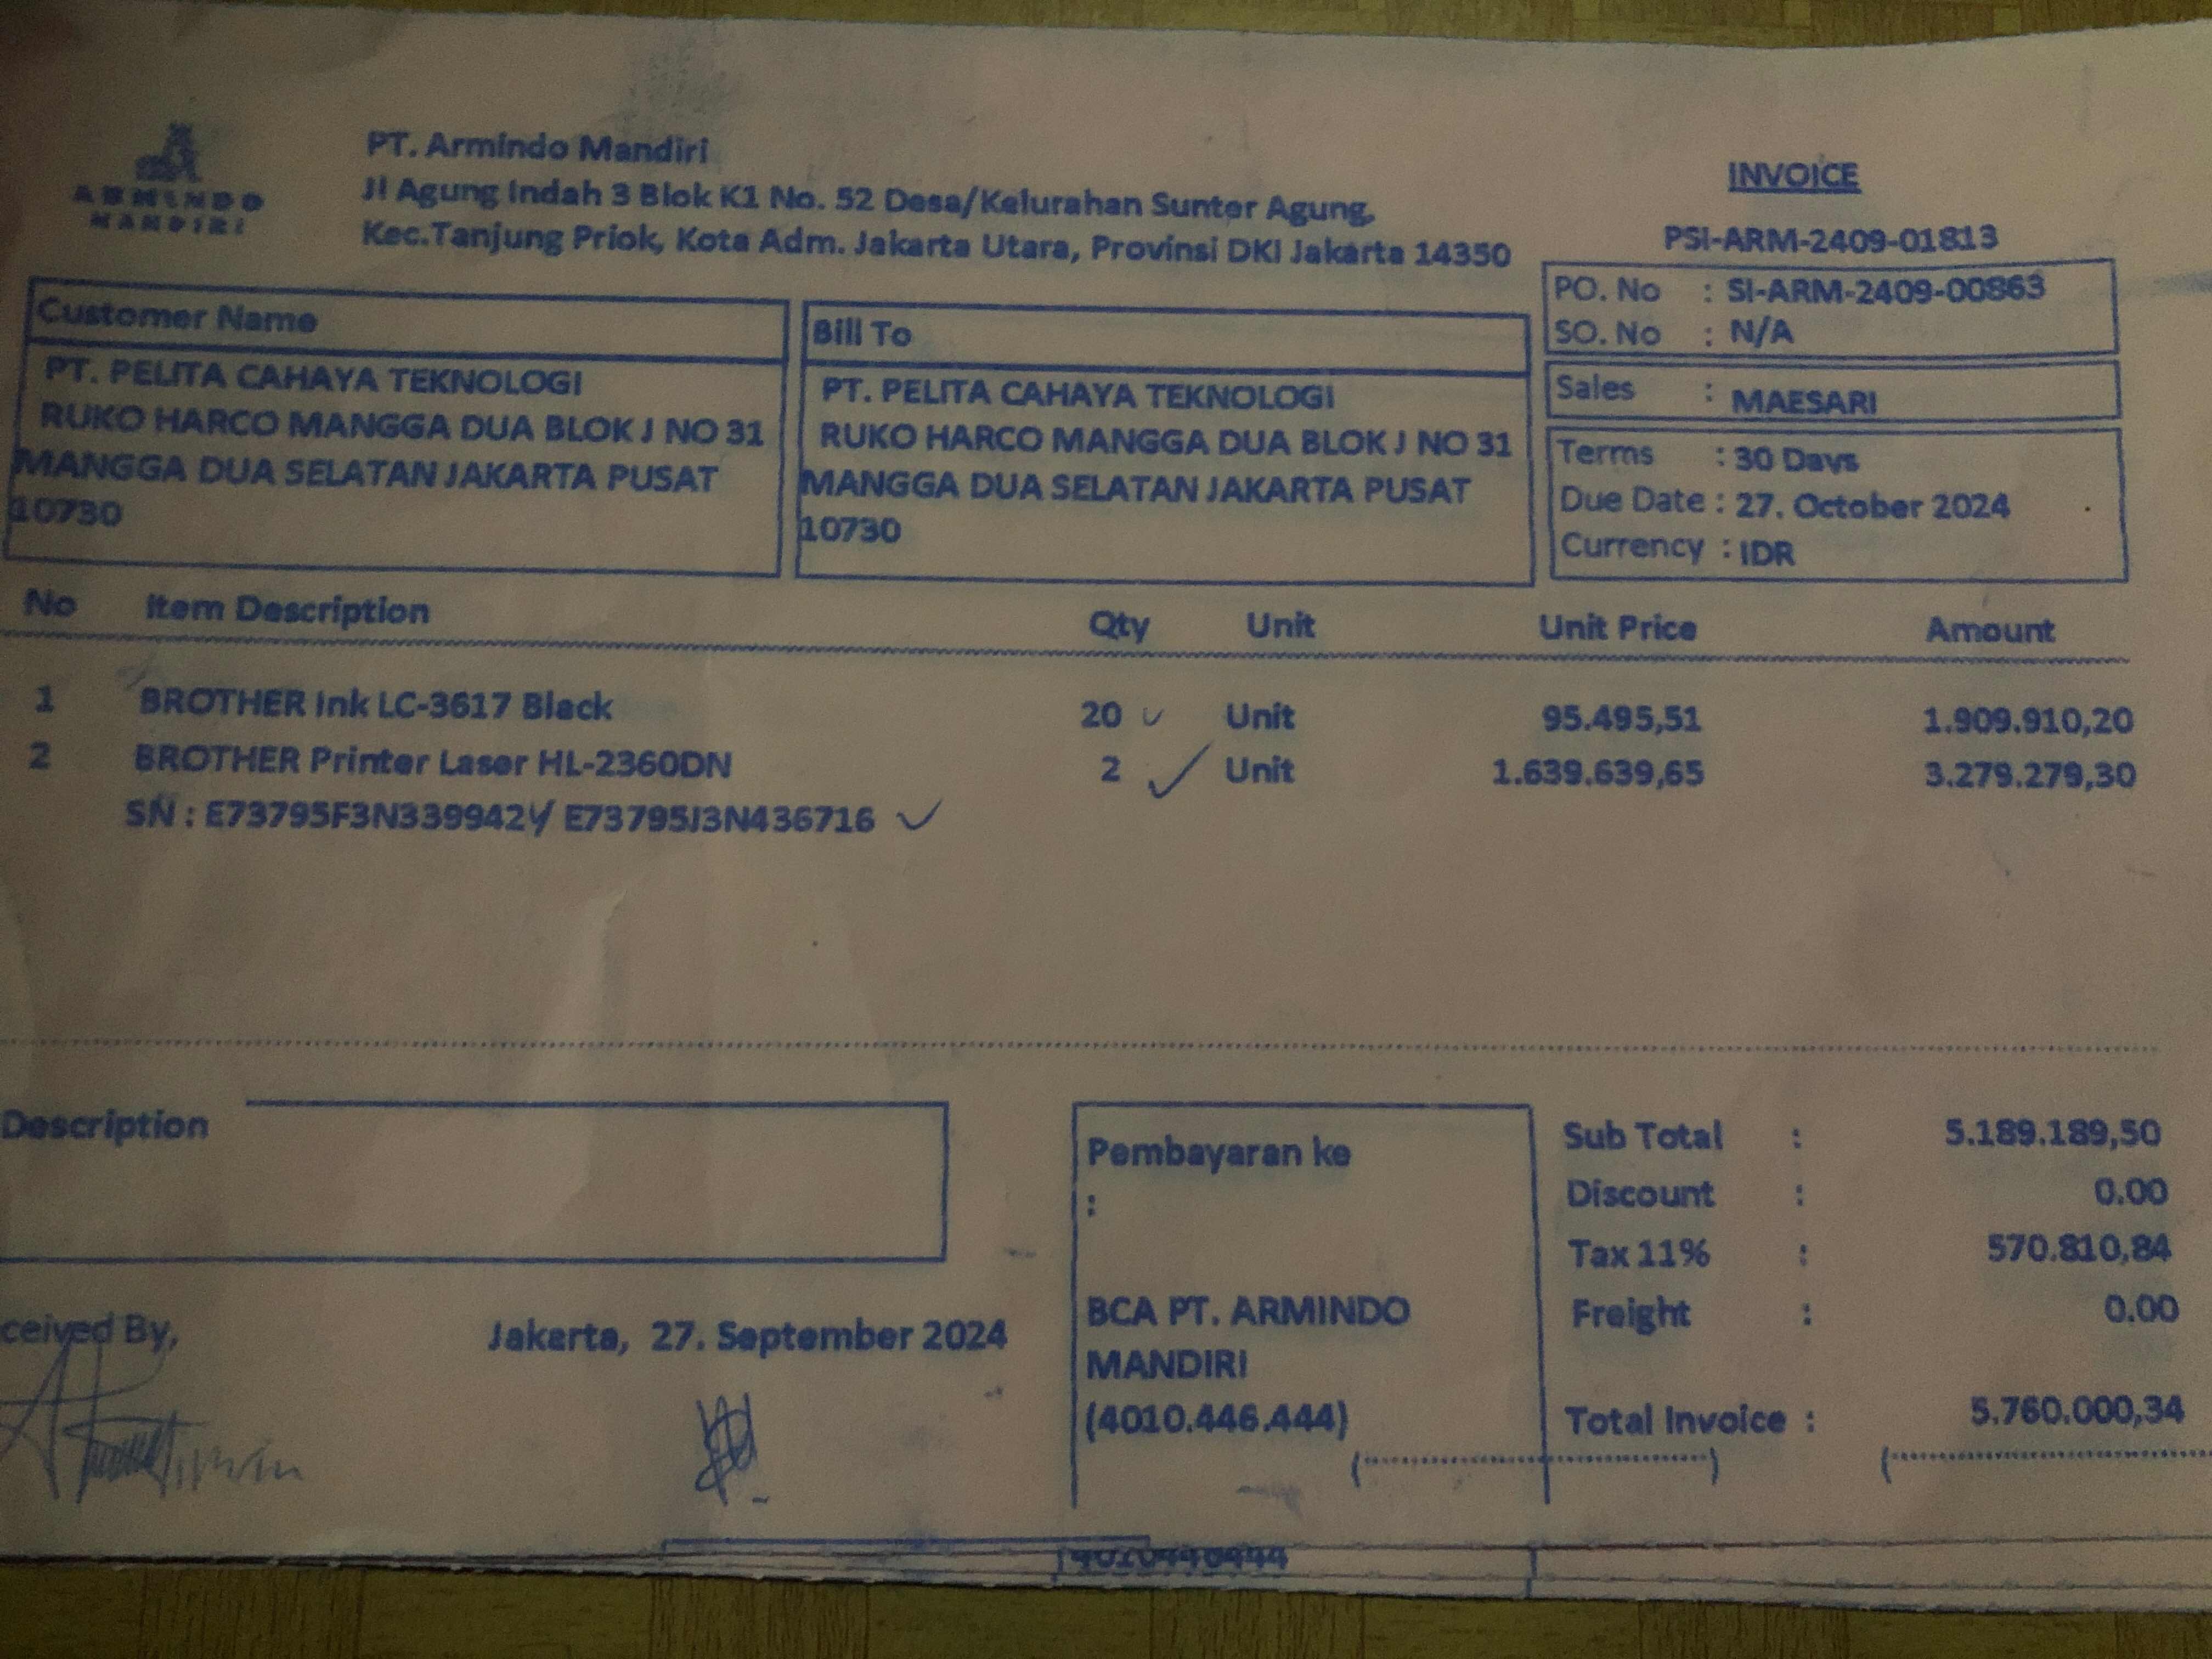 ARMINDO
MANDIRI
PT. Armindo Mandiri
Jl Agung Indah 3 Blok K1 No. 52 Desa/Kelurahan Sunter Agung,
Kec.Tanjung Priok, Kota Adm. Jakarta Utara, Provinsi DKI Jakarta 14350
INVOICE
PSI-ARM-2409-01813
PO. No : SI-ARM-2409-00863
SO. No : N/A
Sales : MAESARI
Terms : 30 Days
Due Date : 27. October 2024
Currency : IDR
Customer Name
PT. PELITA CAHAYA TEKNOLOGI
RUKO HARCO MANGGA DUA BLOK J NO 31
MANGGA DUA SELATAN JAKARTA PUSAT
10730
Bill To
PT. PELITA CAHAYA TEKNOLOGI
RUKO HARCO MANGGA DUA BLOK J NO 31
MANGGA DUA SELATAN JAKARTA PUSAT
10730
No Item Description Qty Unit Unit Price Amount
1 BROTHER Ink LC-3617 Black 20 Unit 95.495,51 1.909.910,20
2 BROTHER Printer Laser HL-2360DN 2 Unit 1.639.639,65 3.279.279,30
SN : E73795F3N339942/ E73795J3N436716
Description
Pembayaran ke
:
BCA PT. ARMINDO
MANDIRI
(4010.446.444)
Sub Total : 5.189.189,50
Discount : 0.00
Tax 11% : 570.810,84
Freight : 0.00
Total Invoice : 5.760.000,34
ceived By,
Jakarta, 27. September 2024
4010446444